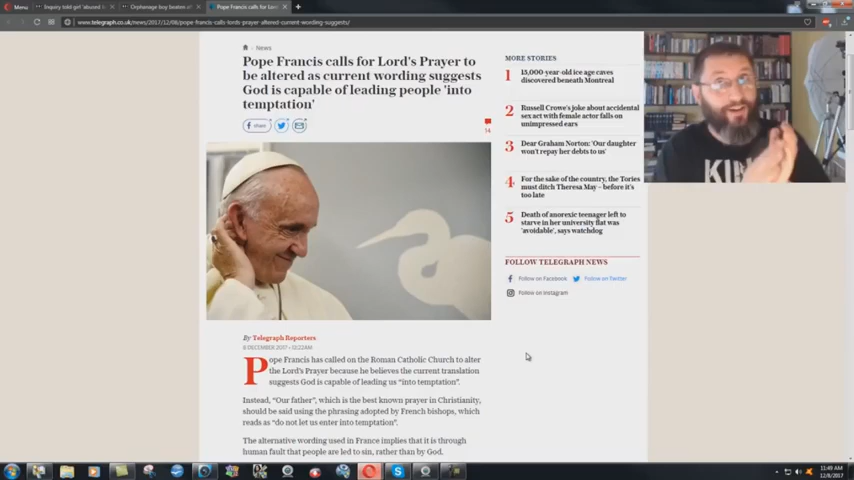 Menu
Inquiry told girl 'abused b
Orphanage boy beaten af
Pope Francis calls for Lord
www.telegraph.co.uk/news/2017/12/08/pope-francis-calls-lords-prayer-altered-current-wording-suggests/
News
Pope Francis calls for Lord's Prayer to
be altered as current wording suggests
God is capable of leading people 'into
temptation'
share
14
By Telegraph Reporters
8 DECEMBER 2017 • 12:22AM
Pope Francis has called on the Roman Catholic Church to alter
the Lord's Prayer because he believes the current translation
suggests God is capable of leading us "into temptation".
Instead, "Our father", which is the best known prayer in Christianity,
should be said using the phrasing adopted by French bishops, which
reads as "do not let us enter into temptation".
The alternative wording used in France implies that it is through
human fault that people are led to sin, rather than by God.
MORE STORIES
1 15,000-year-old ice age caves
discovered beneath Montreal
2 Russell Crowe's joke about accidental
sex act with female actor falls on
unimpressed ears
3 Dear Graham Norton: 'Our daughter
won't repay her debts to us'
4 For the sake of the country, the Tories
must ditch Theresa May – before it's
too late
5 Death of anorexic teenager left to
starve in her university flat was
'avoidable', says watchdog
FOLLOW TELEGRAPH NEWS
Follow on Facebook
Follow on Twitter
Follow on Instagram
KING
11:49 AM
12/8/2017